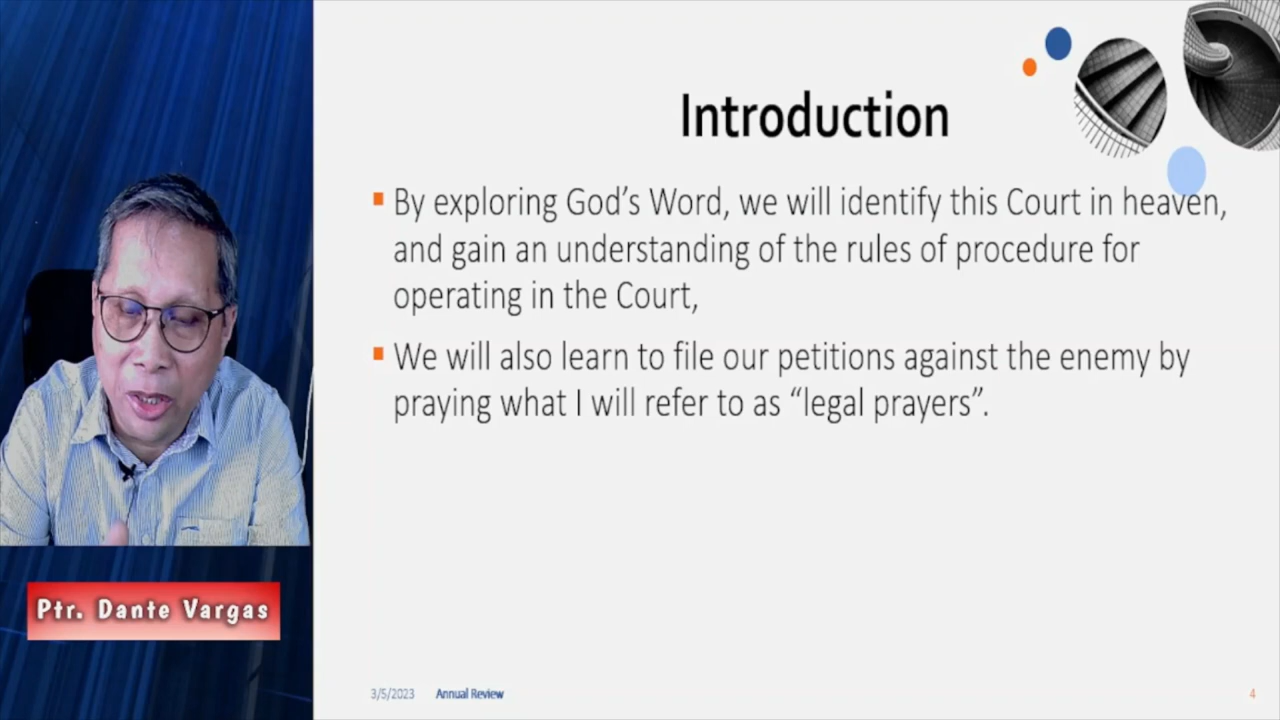 Introduction
▪ By exploring God’s Word, we will identify this Court in heaven,
and gain an understanding of the rules of procedure for
operating in the Court,
▪ We will also learn to file our petitions against the enemy by
praying what I will refer to as “legal prayers”.
Ptr. Dante Vargas
3/5/2023 Annual Review 4